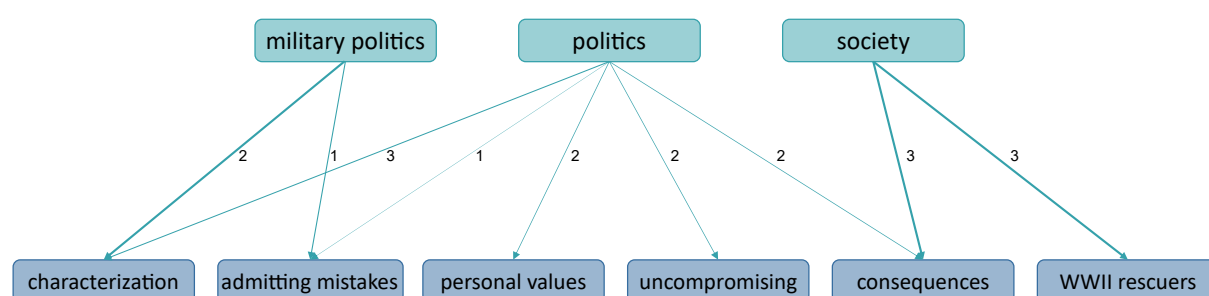 military politics
politics
society
2
1
3
1
2
2
2
3
3
characterization
admitting mistakes
personal values
uncompromising
consequences
WWII rescuers